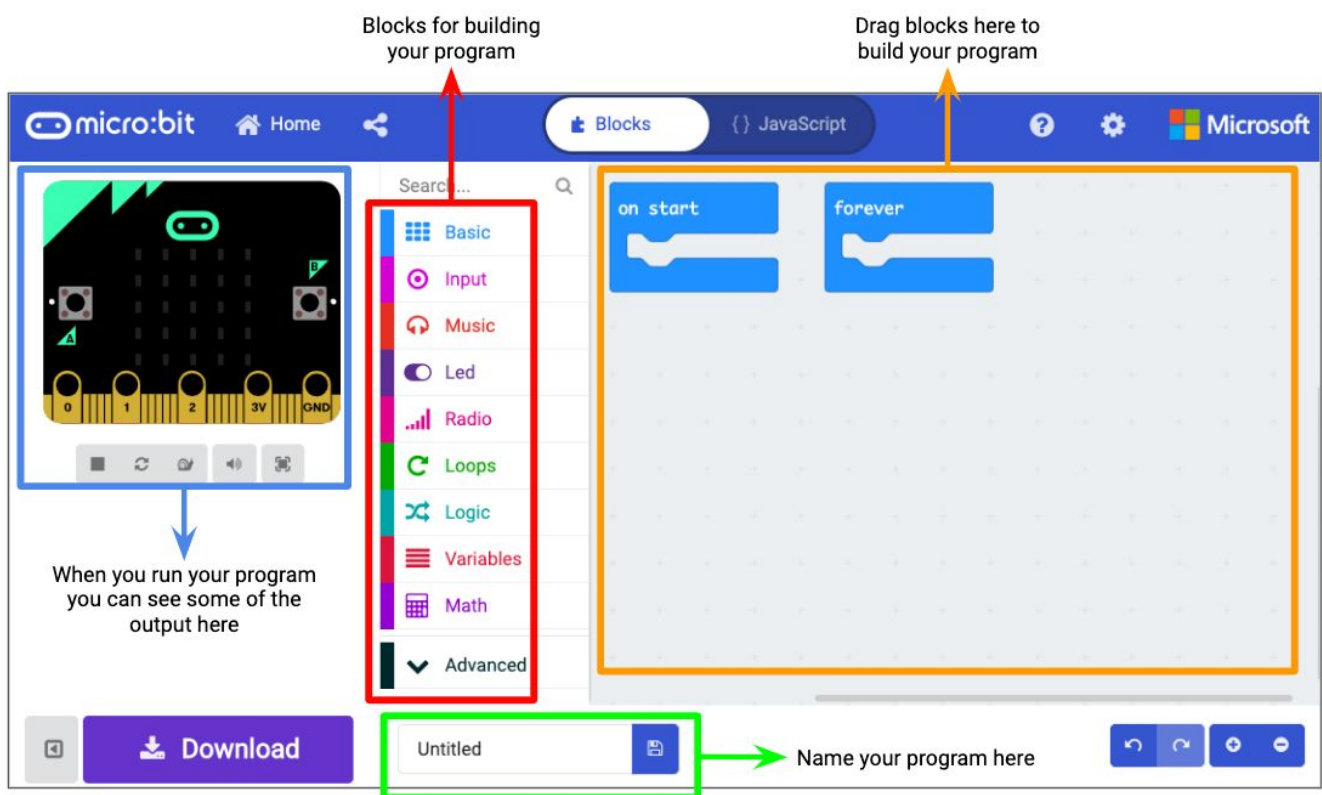 Blocks for building
your program
Drag blocks here to
build your program
micro:bit
Home
Blocks
{} JavaScript
Microsoft
Search...
Basic
Input
Music
Led
Radio
Loops
Logic
Variables
Math
Advanced
on start
forever
B
A
0 1 2 3V GND
When you run your program
you can see some of the
output here
Download
Untitled
Name your program here